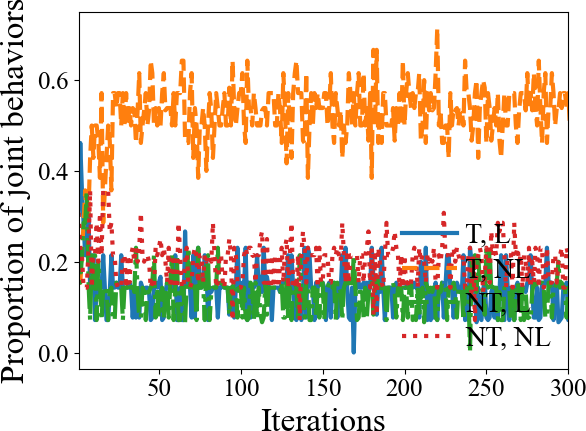 Proportion of joint behaviors
0.6
0.4
0.2
0.0
T, L
T, NL
NT, L
NT, NL
50
100
150
200
250
300
Iterations